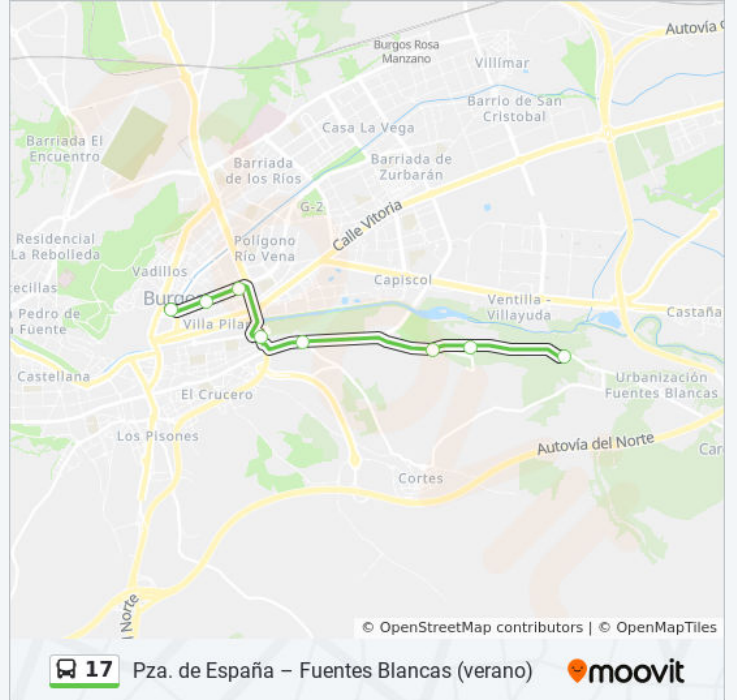 Autovía
Burgos Rosa
Manzano
Villímar
Barrio de San
Cristobal
Casa La Vega
Barriada El
Encuentro
Barriada
de los Ríos
Barriada de
Zurbarán
G-2
Calle Vitoria
Residencial
La Rebolleda
Polígono
Río Vena
Vadillos
Capiscol
ecillas
Burgo
Ventilla -
Villayuda
Pedro de
a Fuente
Villa Pilar
Castaña
Castellana
El Crucero
Urbanización
Fuentes Blancas
Los Pisones
Autovía del Norte
Car
Cortes
l Norte
© OpenStreetMap contributors | © OpenMapTiles
17 Pza. de España – Fuentes Blancas (verano) moovit